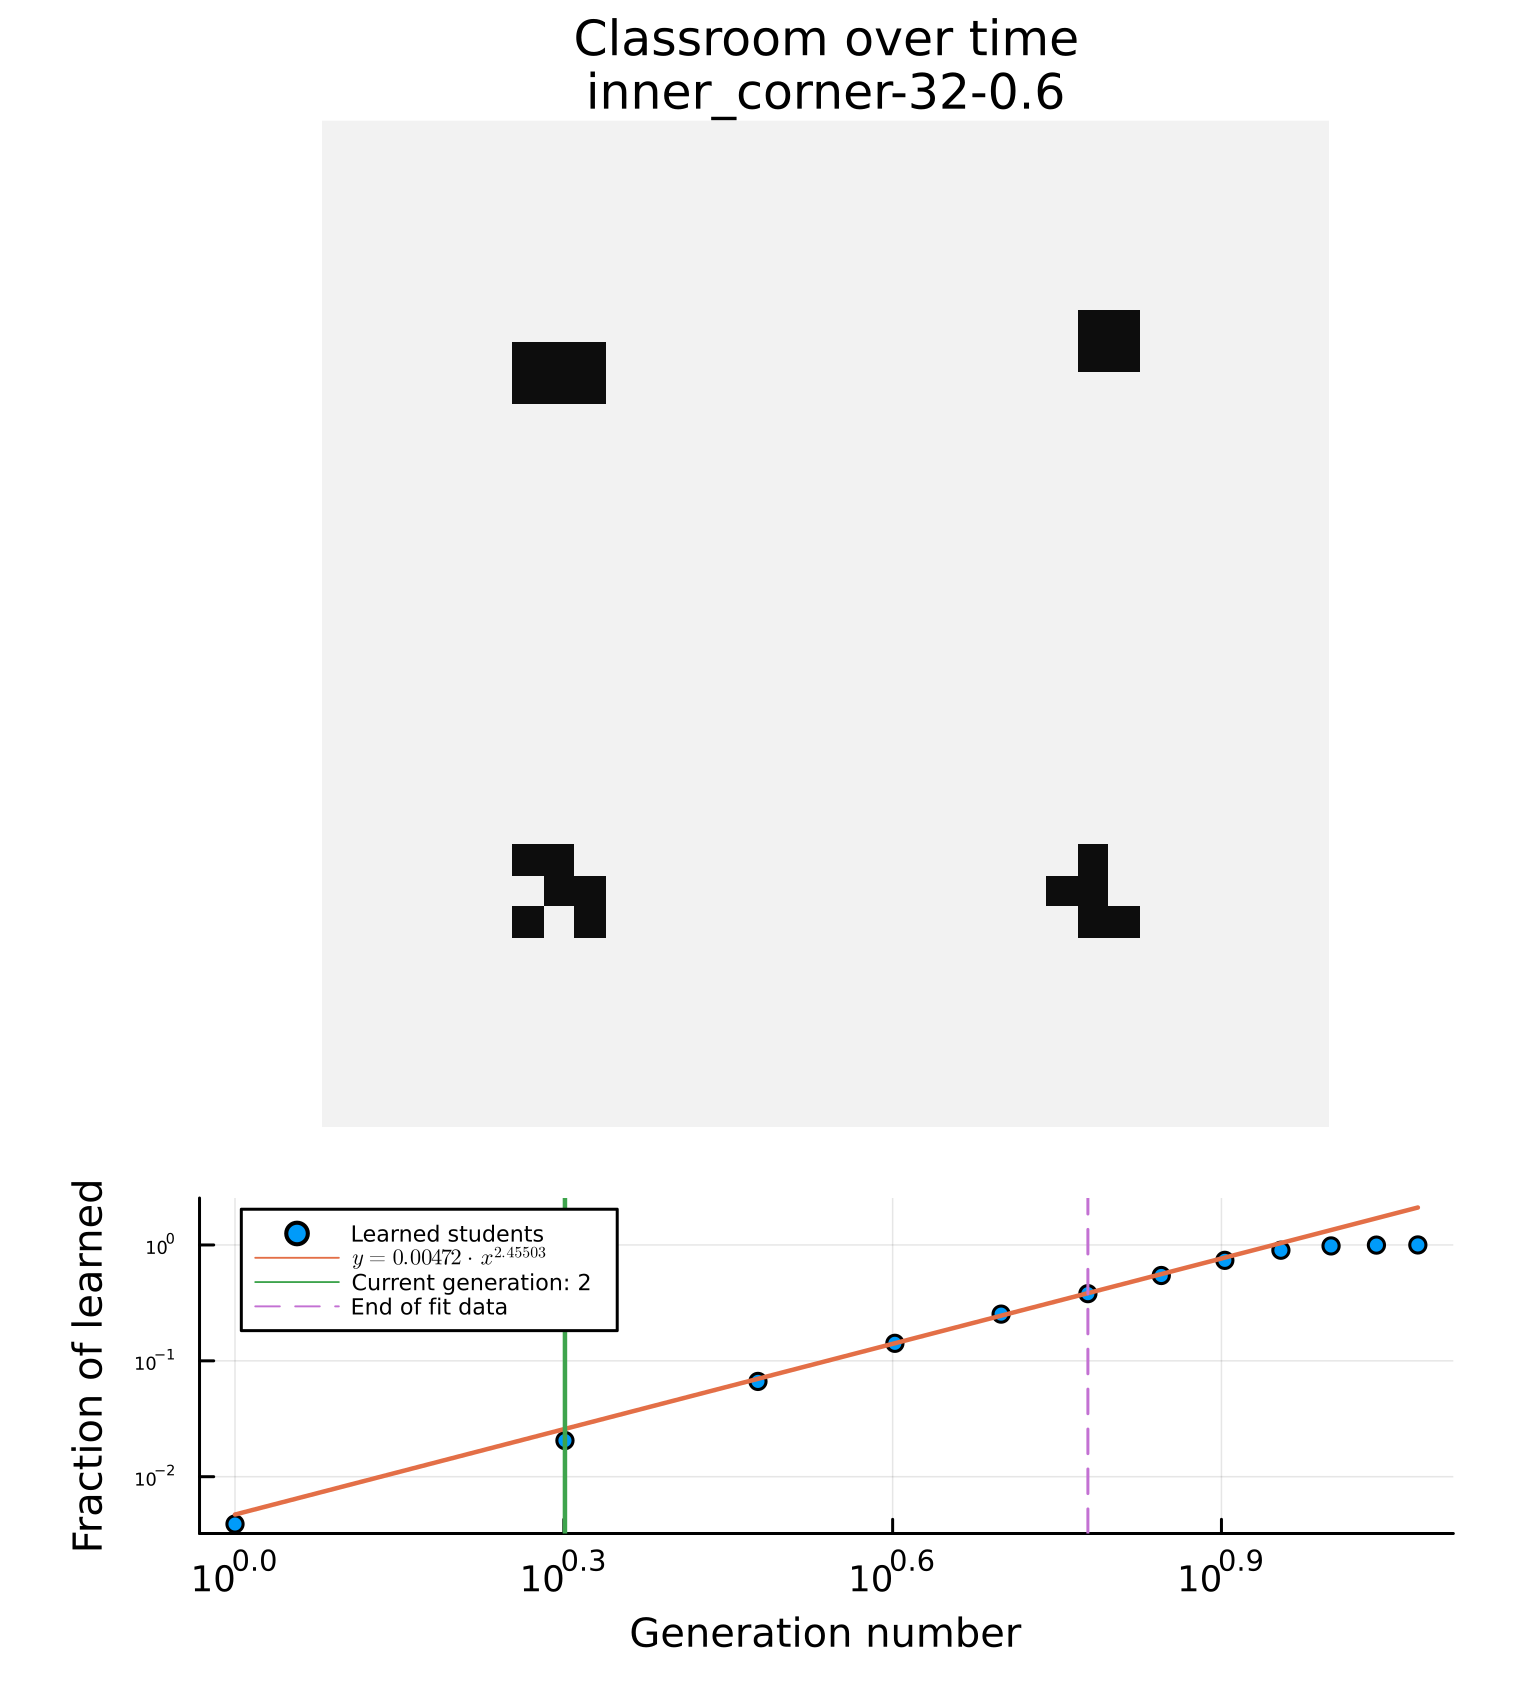 Classroom over time
inner_corner-32-0.6
Fraction of learned
10^0
10^-1
10^-2
Learned students
y = 0.00472 · x^2.45503
Current generation: 2
End of fit data
10^0.0 10^0.3 10^0.6 10^0.9
Generation number